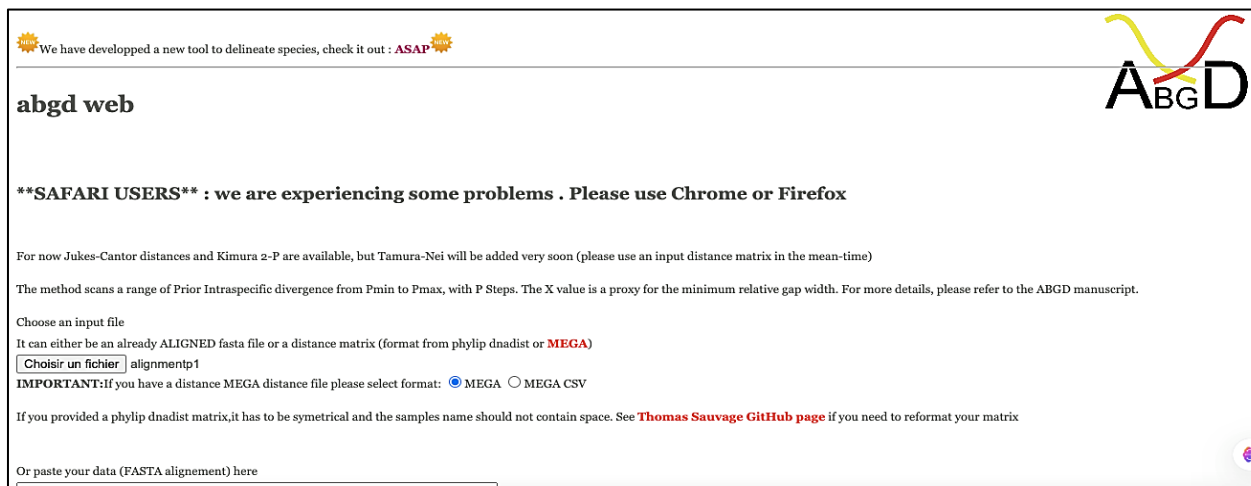 NEW We have developped a new tool to delineate species, check it out : ASAP NEW
ABGD
abgd web
**SAFARI USERS** : we are experiencing some problems . Please use Chrome or Firefox
For now Jukes-Cantor distances and Kimura 2-P are available, but Tamura-Nei will be added very soon (please use an input distance matrix in the mean-time)
The method scans a range of Prior Intraspecific divergence from Pmin to Pmax, with P Steps. The X value is a proxy for the minimum relative gap width. For more details, please refer to the ABGD manuscript.
Choose an input file
It can either be an already ALIGNED fasta file or a distance matrix (format from phylip dnadist or MEGA)
Choisir un fichier alignmentp1
IMPORTANT:If you have a distance MEGA distance file please select format: MEGA MEGA CSV
If you provided a phylip dnadist matrix,it has to be symetrical and the samples name should not contain space. See Thomas Sauvage GitHub page if you need to reformat your matrix
Or paste your data (FASTA alignement) here